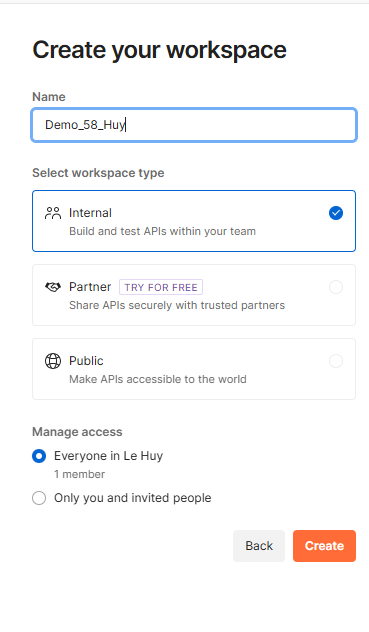 Create your workspace
Name
Demo_58_Huy
Select workspace type
Internal
Build and test APIs within your team
Partner TRY FOR FREE
Share APIs securely with trusted partners
Public
Make APIs accessible to the world
Manage access
Everyone in Le Huy
1 member
Only you and invited people
Back Create